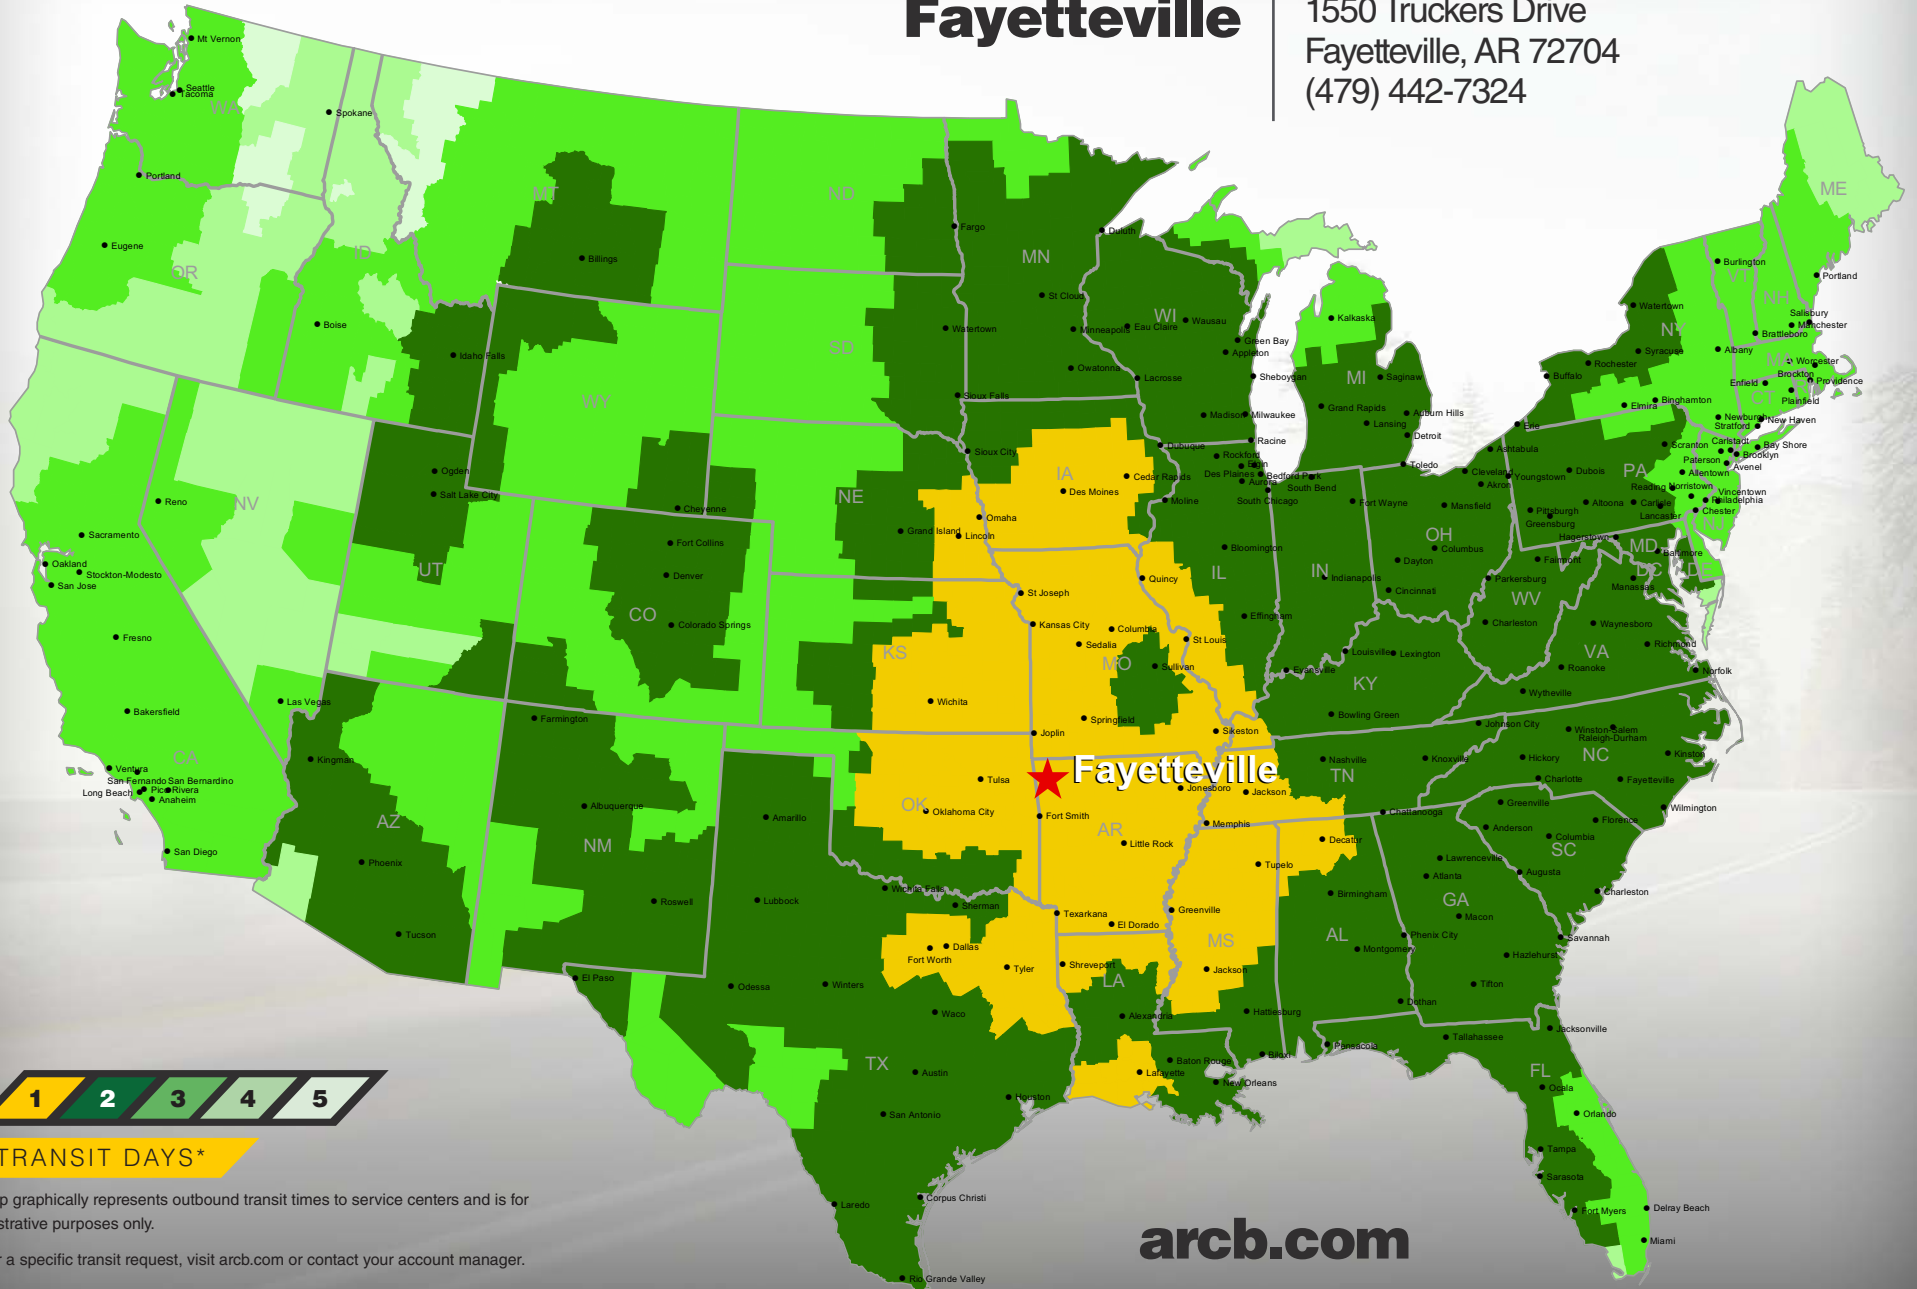 Fayetteville
1550 Truckers Drive
Fayetteville, AR 72704
(479) 442-7324
Mt Vernon
Seattle
Tacoma
WA
Spokane
Portland
Eugene
OR
ID
Boise
Idaho Falls
MT
Billings
ND
Fargo
MN
Duluth
St Cloud
Minneapolis
Owatonna
Watertown
SD
Sioux Falls
WY
Cheyenne
WI
Eau Claire
Wausau
Green Bay
Appleton
Lacrosse
Sheboygan
Madison
Milwaukee
Racine
MI
Kalkaska
Saginaw
Grand Rapids
Lansing
Auburn Hills
Detroit
ME
Portland
Burlington
VT
NH
Salisbury
Manchester
Brattleboro
Watertown
NY
Syracuse
Rochester
Buffalo
Albany
MA
Worcester
Brockton
Providence
Enfield
CT
RI
Plainfield
Elmira
Binghamton
Newburgh
New Haven
Stratford
Erie
Scranton
Carlstadt
Bay Shore
Brooklyn
Paterson
Avenel
Allentown
PA
Dubois
Reading
Norristown
Vincentown
Philadelphia
Altoona
Carlisle
Lancaster
Chester
NJ
Pittsburgh
Greensburg
Ashtabula
Youngstown
Cleveland
Akron
Toledo
Mansfield
OH
Columbus
Dayton
Cincinnati
Hagerstown
MD
Baltimore
DC
DE
Fairmont
Manassas
Parkersburg
WV
Charleston
Waynesboro
VA
Richmond
Roanoke
Norfolk
Wytheville
Dubuque
Rockford
Elgin
Des Plaines
Bedford Park
Aurora
South Bend
South Chicago
Moline
Fort Wayne
Bloomington
IL
IN
Indianapolis
Effingham
Evansville
Louisville
Lexington
KY
Bowling Green
Sioux City
IA
Cedar Rapids
Des Moines
NE
Omaha
Grand Island
Lincoln
Quincy
St Joseph
Kansas City
Columbia
Sedalia
St Louis
MO
Sullivan
KS
Wichita
Springfield
Joplin
Sikeston
Ogden
Salt Lake City
UT
NV
Reno
Sacramento
Oakland
Stockton-Modesto
San Jose
Fresno
Las Vegas
Bakersfield
CA
Ventura
San Fernando
San Bernardino
Long Beach
Pico Rivera
Anaheim
San Diego
Fort Collins
Denver
CO
Colorado Springs
Farmington
Kingman
AZ
Phoenix
Tucson
Albuquerque
NM
Roswell
Amarillo
Lubbock
El Paso
Odessa
Winters
Tulsa
OK
Oklahoma City
Fayetteville
Fort Smith
AR
Jonesboro
Little Rock
Memphis
Jackson
Nashville
TN
Knoxville
Chattanooga
Johnson City
Winston-Salem
Raleigh-Durham
NC
Hickory
Kinston
Charlotte
Fayetteville
Wilmington
Greenville
Florence
Anderson
Columbia
SC
Lawrenceville
Atlanta
Augusta
Charleston
GA
Macon
Phenix City
Savannah
Hazlehurst
Tifton
Dothan
Decatur
Tupelo
Birmingham
AL
Montgomery
Wichita Falls
Sherman
Texarkana
El Dorado
Greenville
MS
Dallas
Fort Worth
Tyler
Shreveport
LA
Jackson
Waco
Alexandria
Hattiesburg
Biloxi
Pensacola
Baton Rouge
Lafayette
New Orleans
TX
Austin
San Antonio
Houston
Laredo
Corpus Christi
Rio Grande Valley
Tallahassee
Jacksonville
FL
Ocala
Orlando
Tampa
Sarasota
Fort Myers
Delray Beach
Miami
1 2 3 4 5
TRANSIT DAYS*
p graphically represents outbound transit times to service centers and is for
strative purposes only.
r a specific transit request, visit arcb.com or contact your account manager.
arcb.com